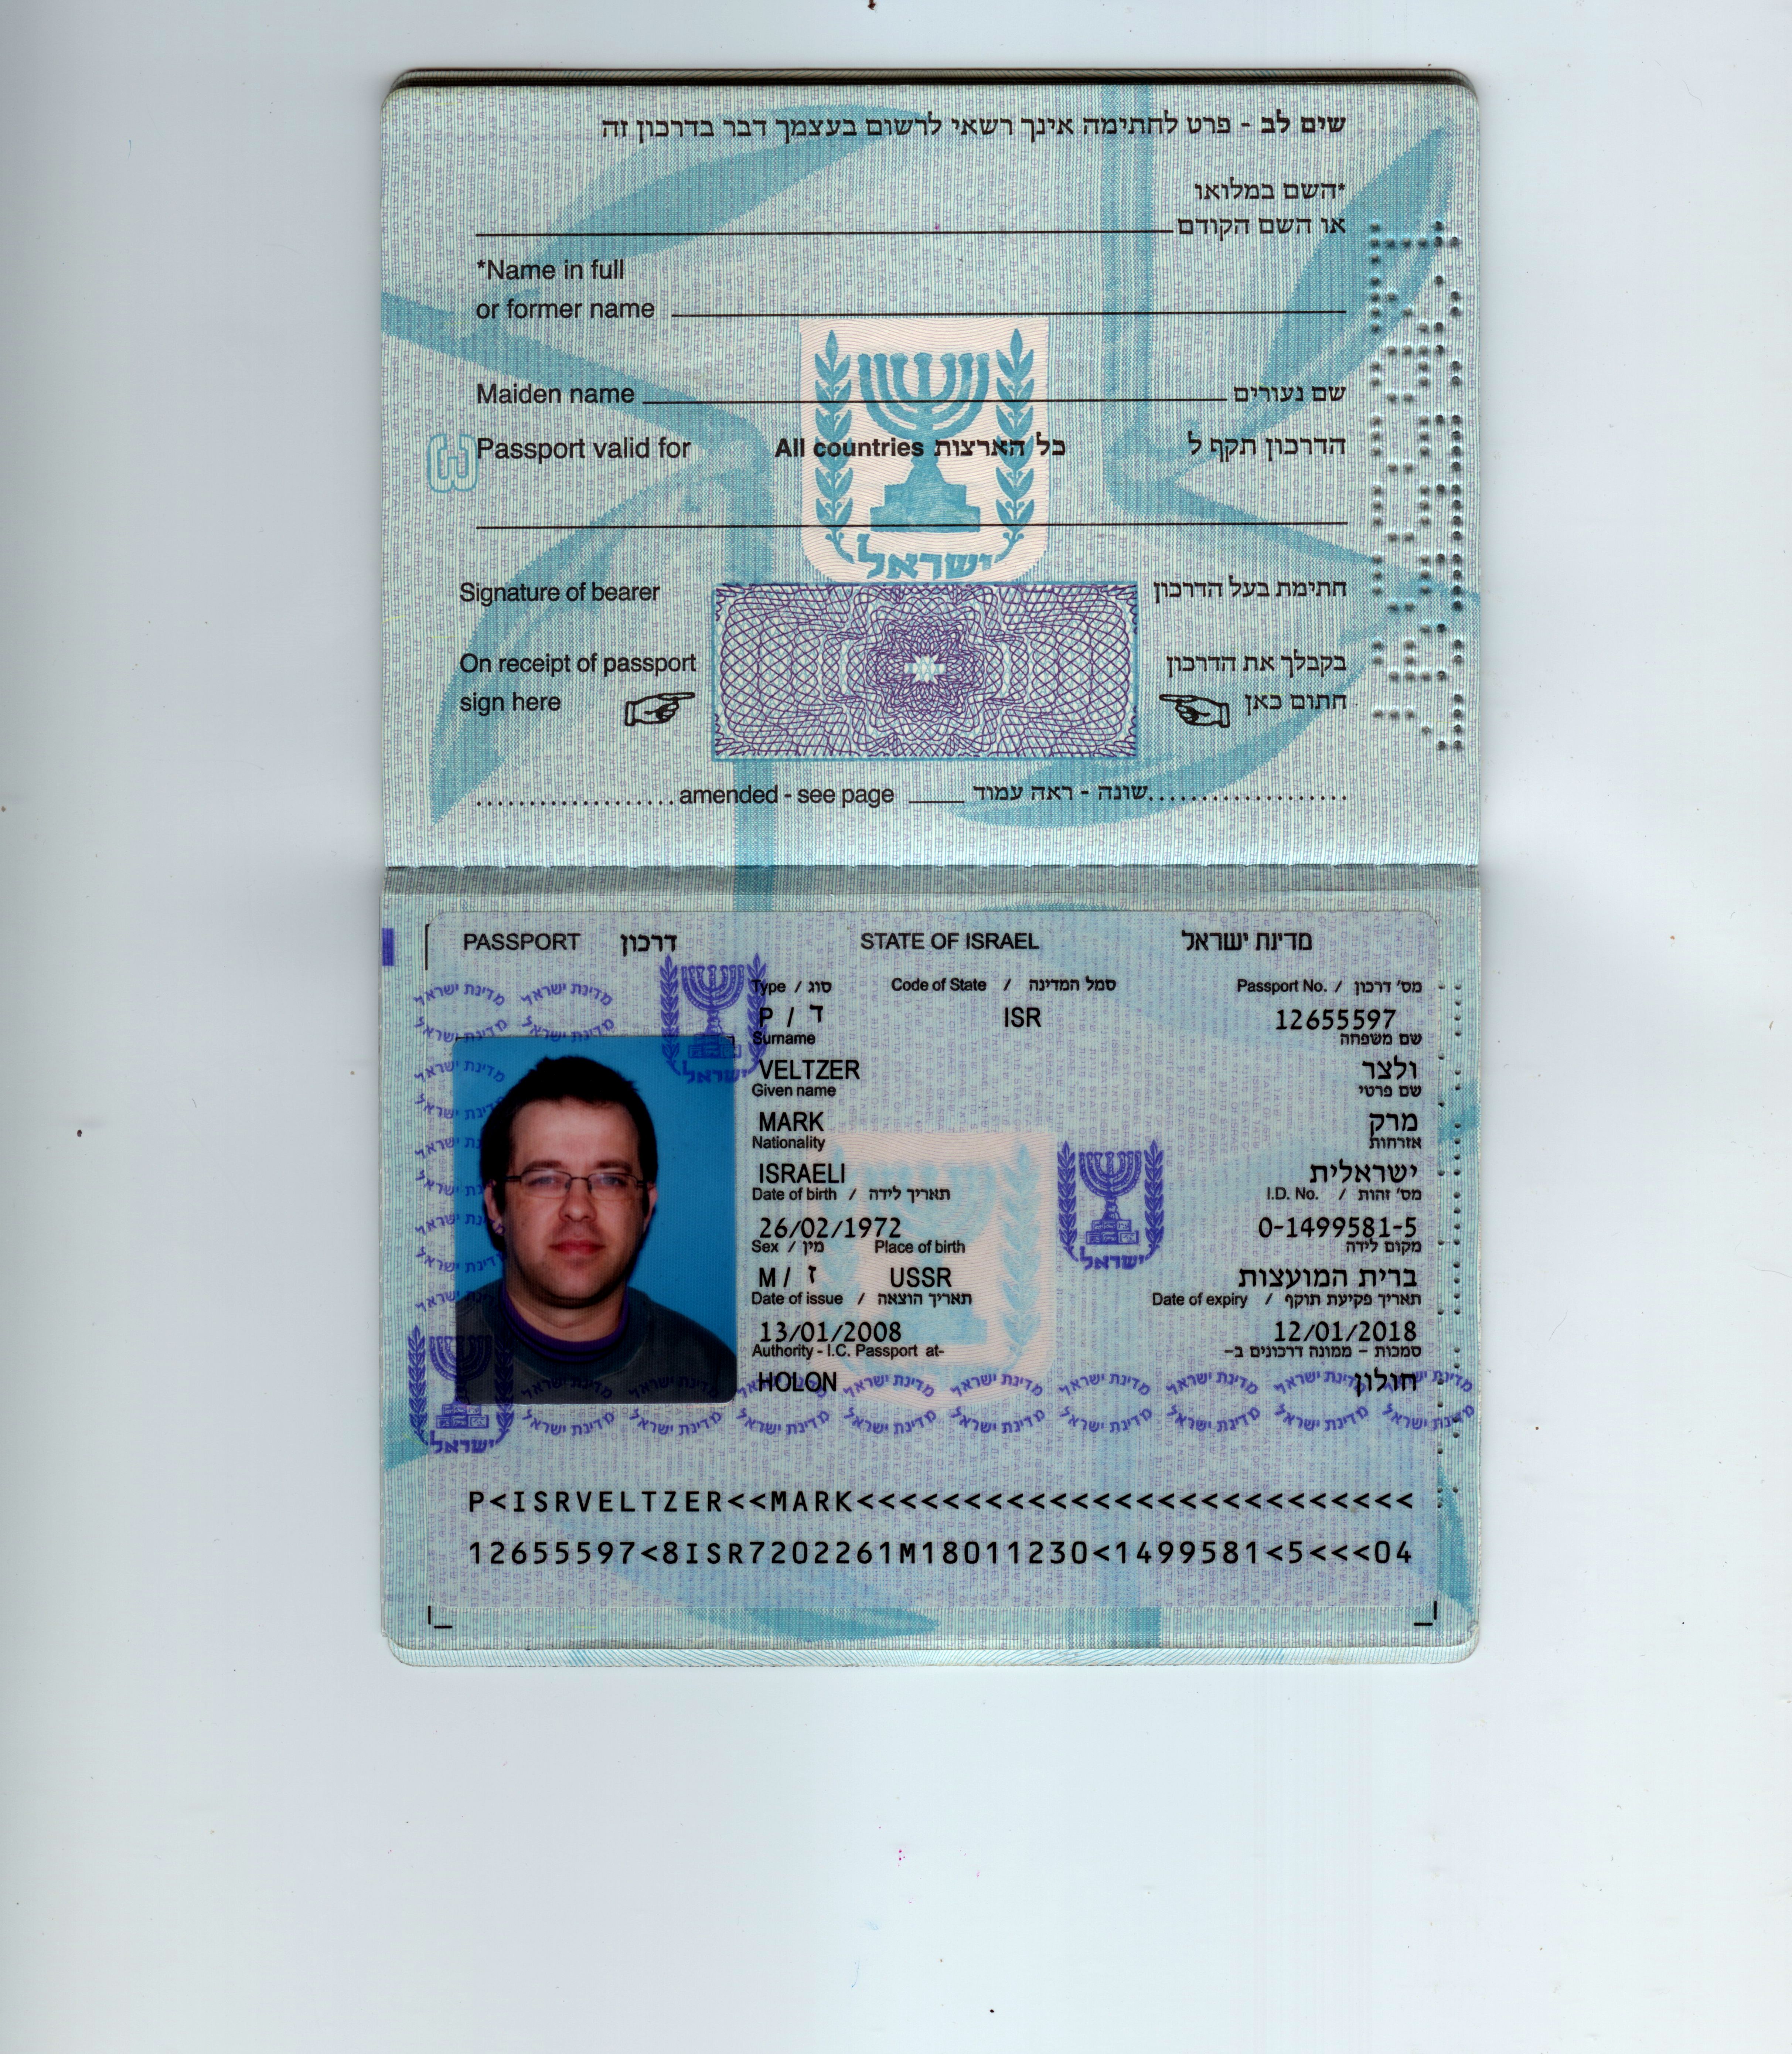 שים לב - פרט לחתימה אינך רשאי לרשום בעצמך דבר בדרכון זה
*השם במלואו
או השם הקודם
*Name in full
or former name
Maiden name שם נעורים
Passport valid for All countries כל הארצות הדרכון תקף ל
ישראל
Signature of bearer חתימת בעל הדרכון
On receipt of passport בקבלך את הדרכון
sign here חתום כאן
amended - see page שונה - ראה עמוד
PASSPORT דרכון STATE OF ISRAEL מדינת ישראל
Type / סוג Code of State / סמל המדינה Passport No. / מס' דרכון
P / ד ISR 12655597
Surname שם משפחה
VELTZER ולצר
Given name שם פרטי
MARK מרק
Nationality אזרחות
ISRAELI ישראלית
Date of birth / תאריך לידה I.D. No. / מס' זהות
26/02/1972 0-1499581-5
Sex / מין Place of birth מקום לידה
M / ז USSR ברית המועצות
Date of issue / תאריך הוצאה Date of expiry / תאריך פקיעת תוקף
13/01/2008 12/01/2018
Authority - I.C. Passport at- סמכות - ממונה דרכונים ב-
HOLON חולון
P<ISRVELTZER<<MARK<<<<<<<<<<<<<<<<<<<<<<<<<<
12655597<8ISR7202261M18011230<1499581<5<<<04